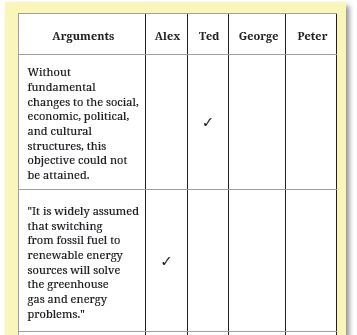 Arguments Alex Ted George Peter
Without
fundamental
changes to the social,
economic, political,
and cultural
structures, this
objective could not
be attained.
✓
"It is widely assumed
that switching
from fossil fuel to
renewable energy
sources will solve
the greenhouse
gas and energy
problems."
✓